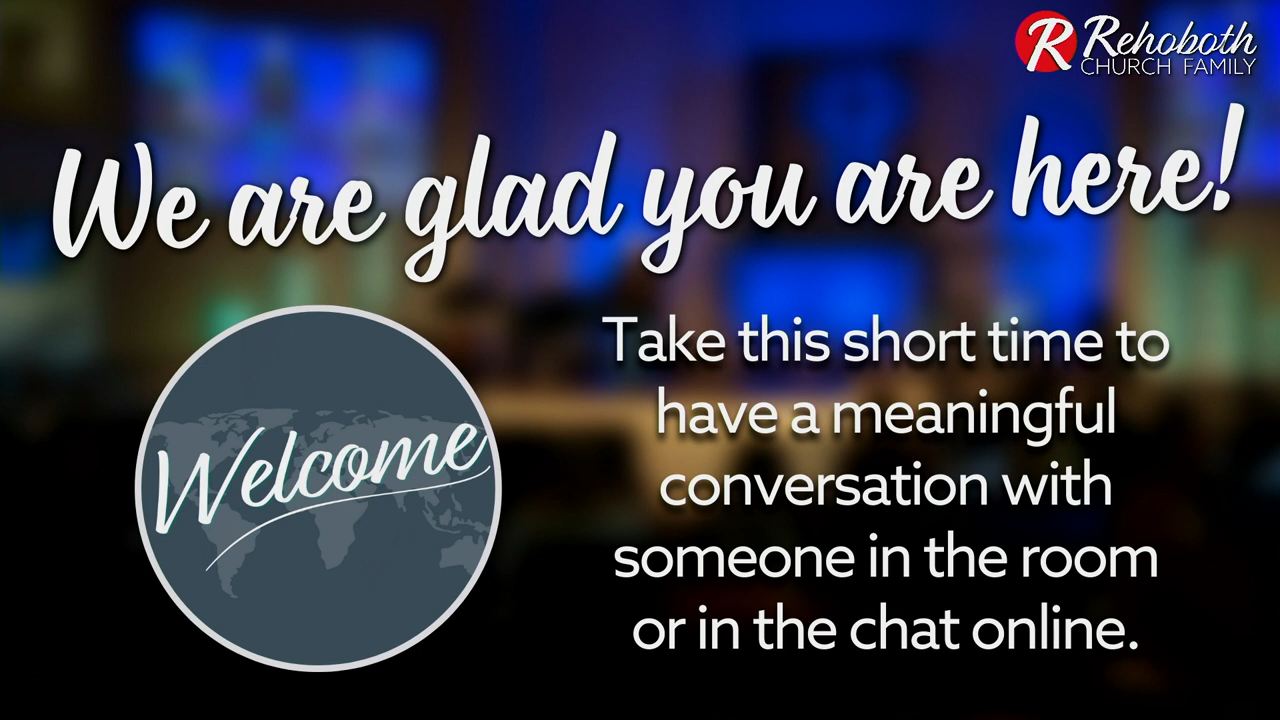 R Rehoboth
CHURCH FAMILY
We are glad you are here!
Welcome
Take this short time to
have a meaningful
conversation with
someone in the room
or in the chat online.